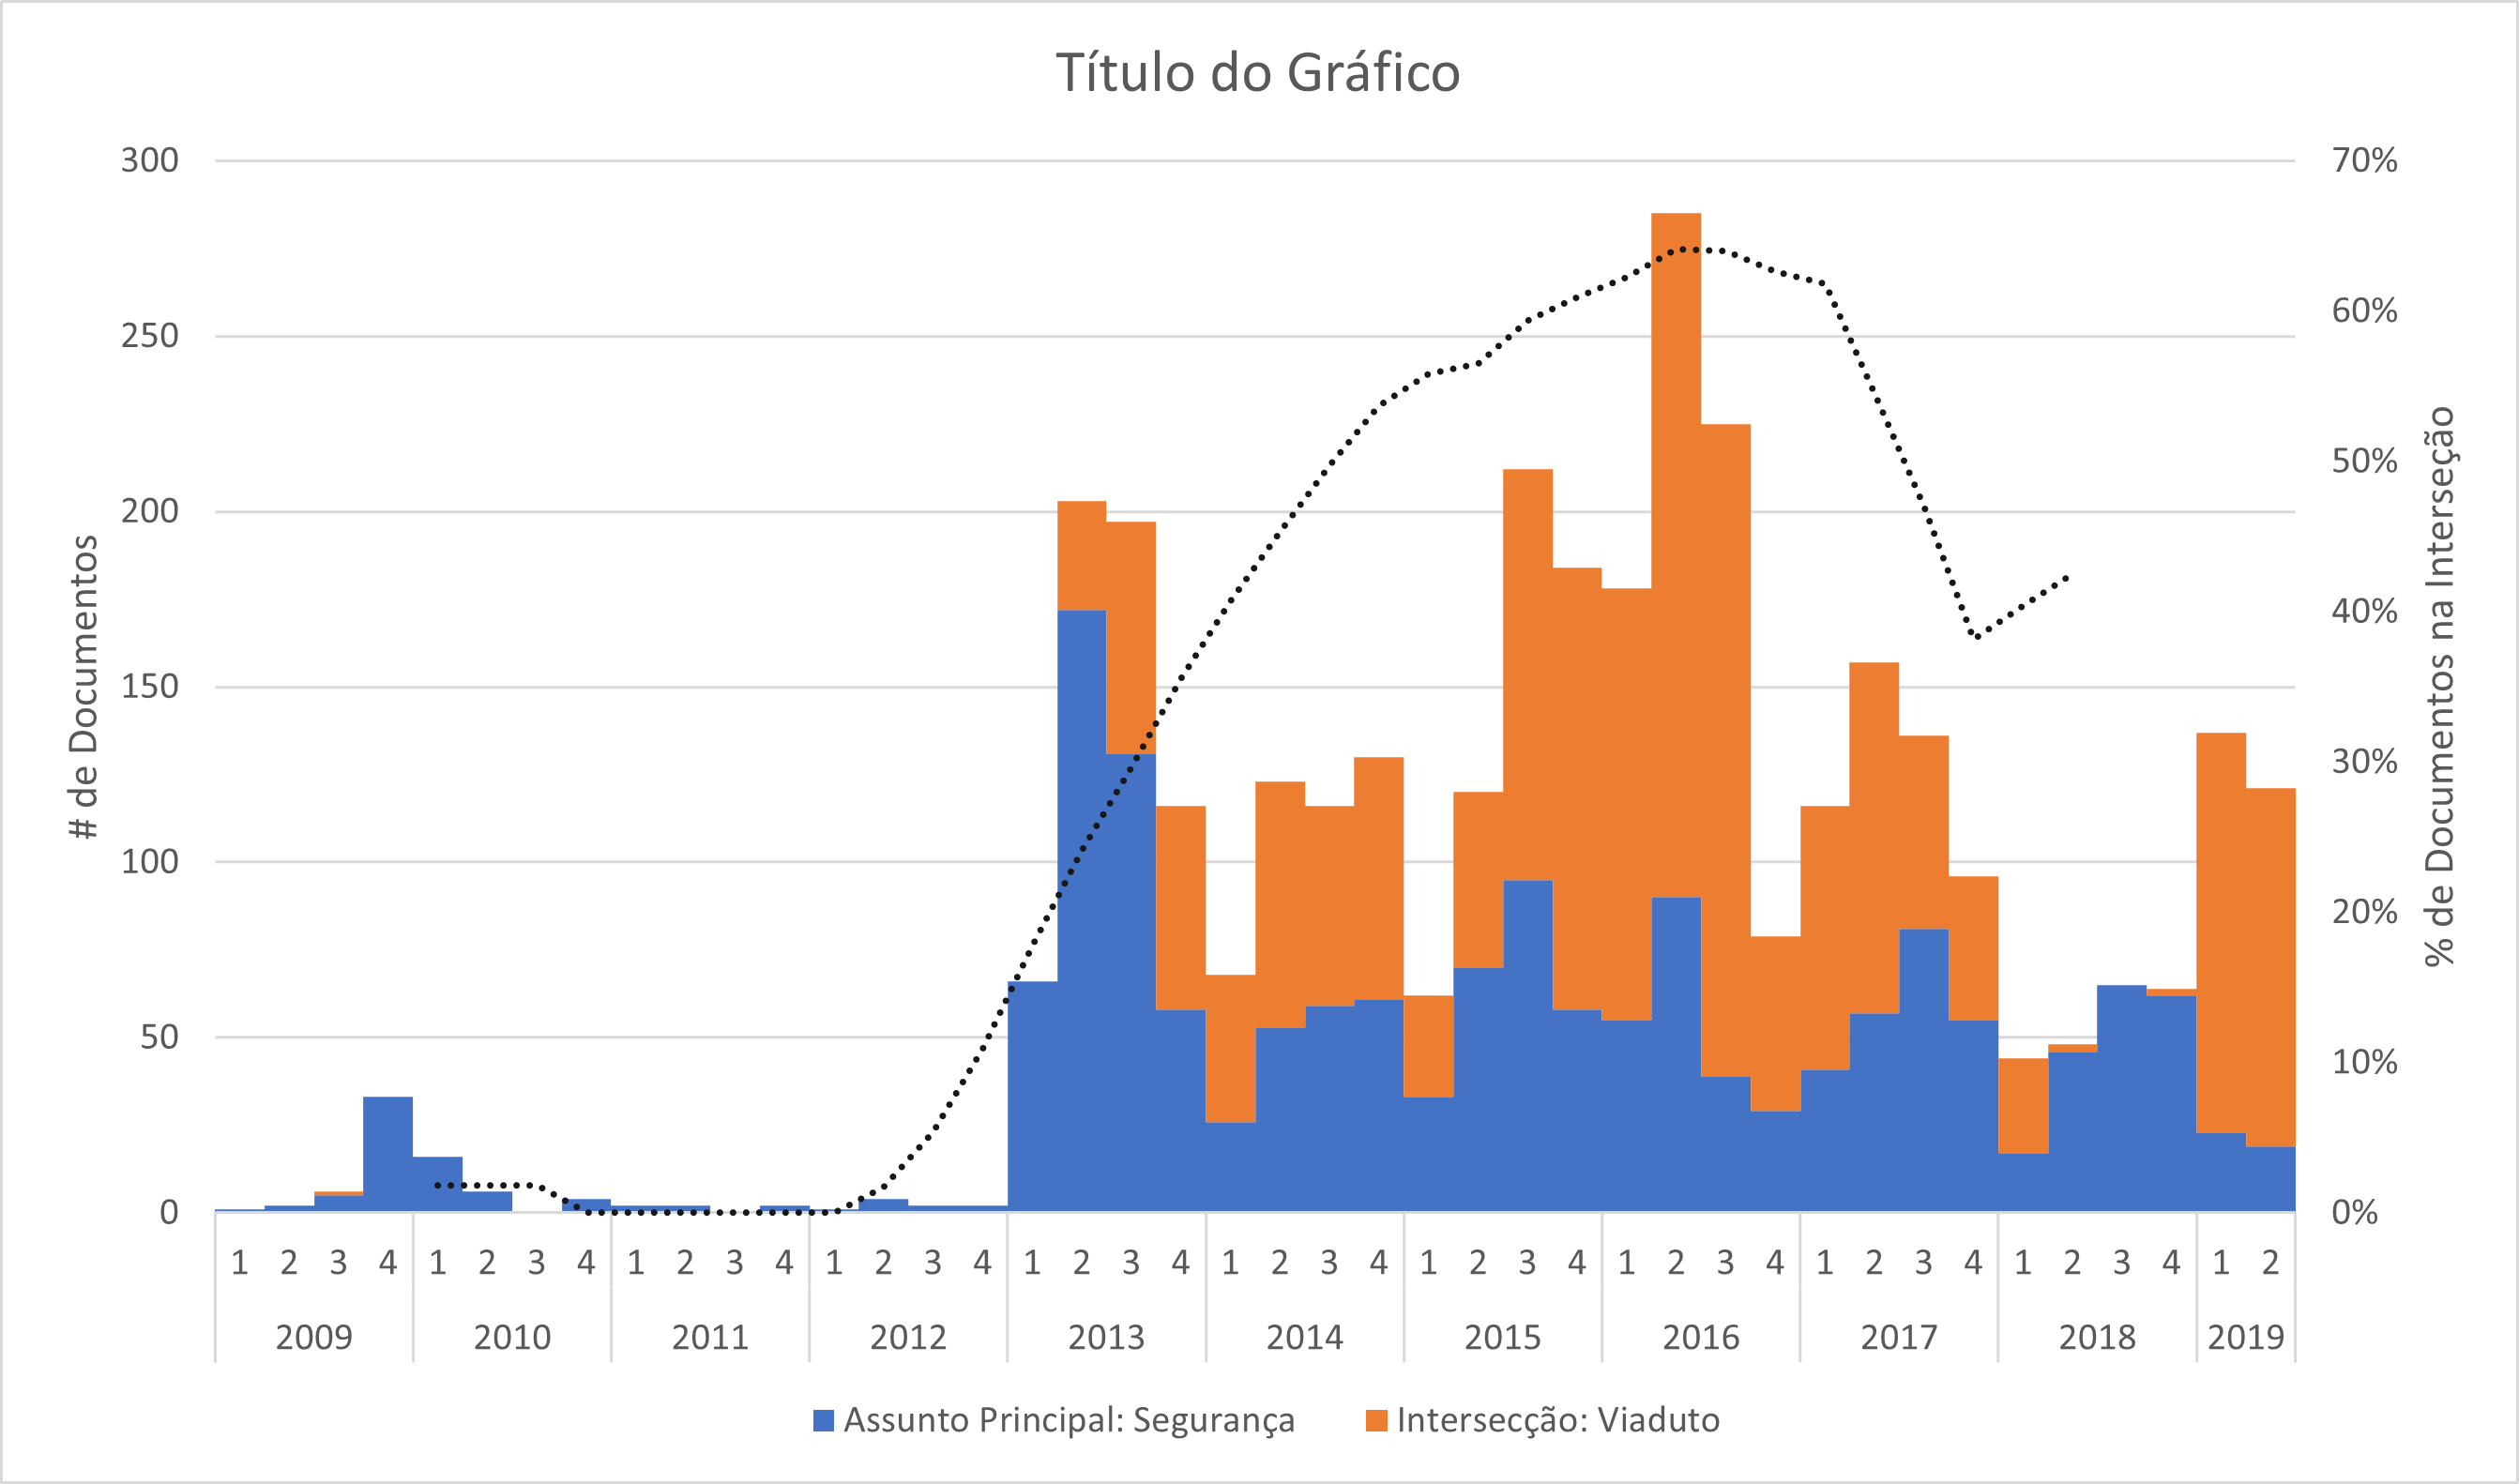 Título do Gráfico
300
250
200
150
100
50
0
# de Documentos
70%
60%
50%
40%
30%
20%
10%
0%
% de Documentos na Interseção
1 2 3 4 1 2 3 4 1 2 3 4 1 2 3 4 1 2 3 4 1 2 3 4 1 2 3 4 1 2 3 4 1 2 3 4 1 2 3 4 1 2
2009 2010 2011 2012 2013 2014 2015 2016 2017 2018 2019
Assunto Principal: Segurança Intersecção: Viaduto